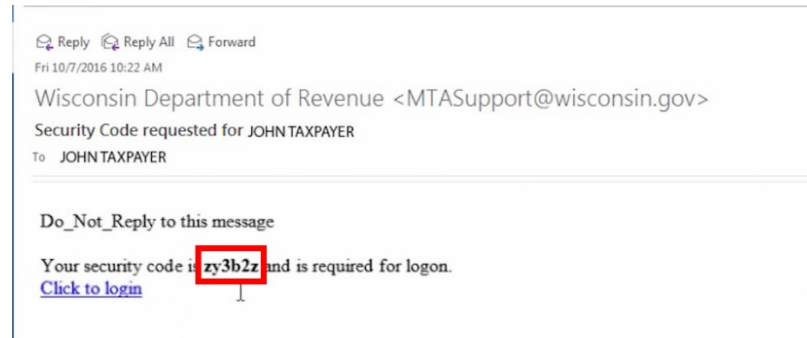 Reply Reply All Forward
Fri 10/7/2016 10:22 AM
Wisconsin Department of Revenue <MTASupport@wisconsin.gov>
Security Code requested for JOHN TAXPAYER
To JOHN TAXPAYER
Do_Not_Reply to this message
Your security code is zy3b2z and is required for logon.
Click to login